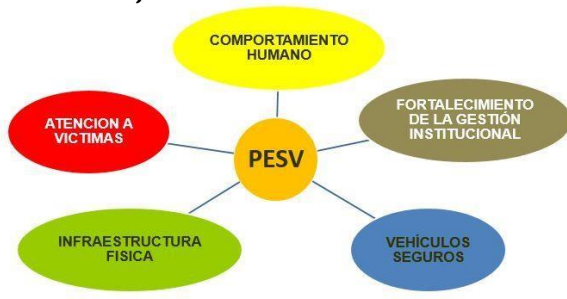 COMPORTAMIENTO
HUMANO
FORTALECIMIENTO
DE LA GESTIÓN
INSTITUCIONAL
ATENCION A
VICTIMAS
PESV
INFRAESTRUCTURA
FISICA
VEHÍCULOS
SEGUROS